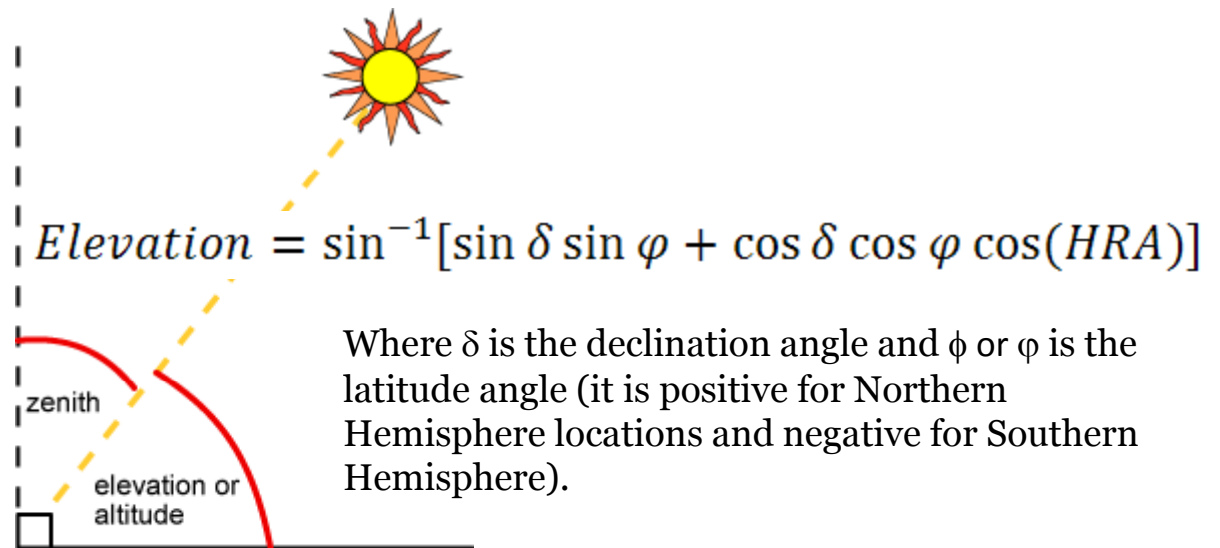 Elevation = sin⁻¹[sin δ sin φ + cos δ cos φ cos(HRA)]
Where δ is the declination angle and ϕ or φ is the
latitude angle (it is positive for Northern
Hemisphere locations and negative for Southern
Hemisphere).
zenith
elevation or
altitude